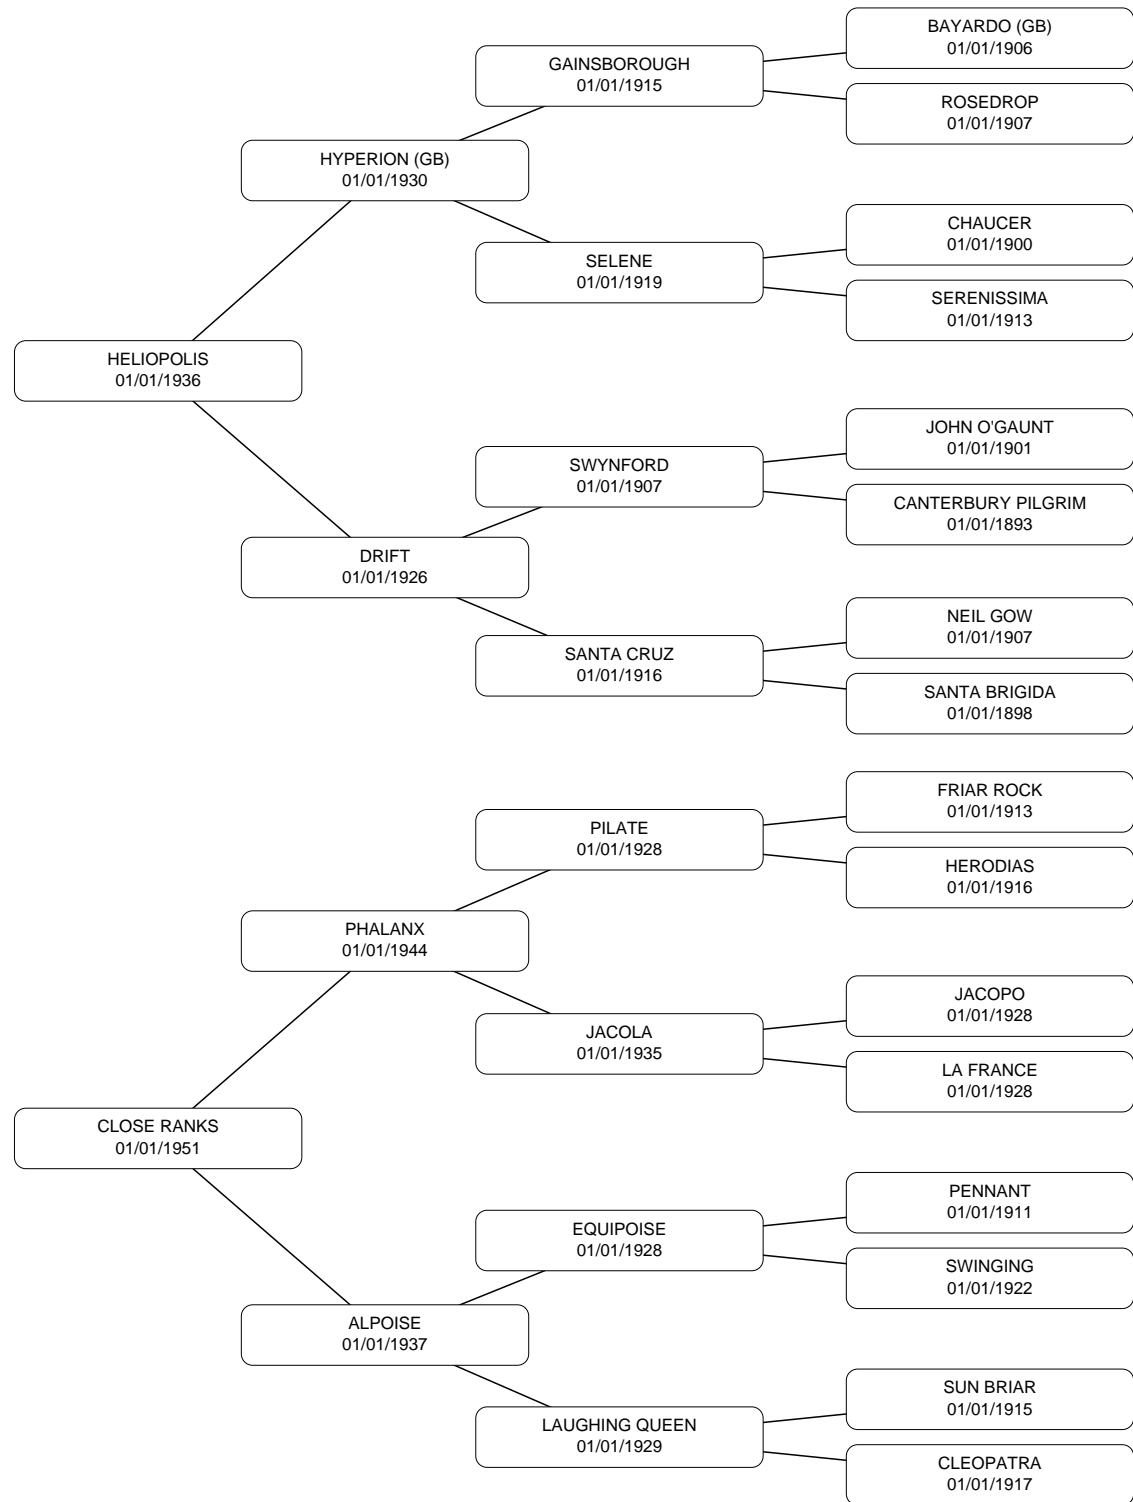 BAYARDO (GB)
01/01/1906
GAINSBOROUGH
01/01/1915
ROSEDROP
01/01/1907
HYPERION (GB)
01/01/1930
CHAUCER
01/01/1900
SELENE
01/01/1919
SERENISSIMA
01/01/1913
HELIOPOLIS
01/01/1936
JOHN O'GAUNT
01/01/1901
SWYNFORD
01/01/1907
CANTERBURY PILGRIM
01/01/1893
DRIFT
01/01/1926
NEIL GOW
01/01/1907
SANTA CRUZ
01/01/1916
SANTA BRIGIDA
01/01/1898
FRIAR ROCK
01/01/1913
PILATE
01/01/1928
HERODIAS
01/01/1916
PHALANX
01/01/1944
JACOPO
01/01/1928
JACOLA
01/01/1935
LA FRANCE
01/01/1928
CLOSE RANKS
01/01/1951
PENNANT
01/01/1911
EQUIPOISE
01/01/1928
SWINGING
01/01/1922
ALPOISE
01/01/1937
SUN BRIAR
01/01/1915
LAUGHING QUEEN
01/01/1929
CLEOPATRA
01/01/1917